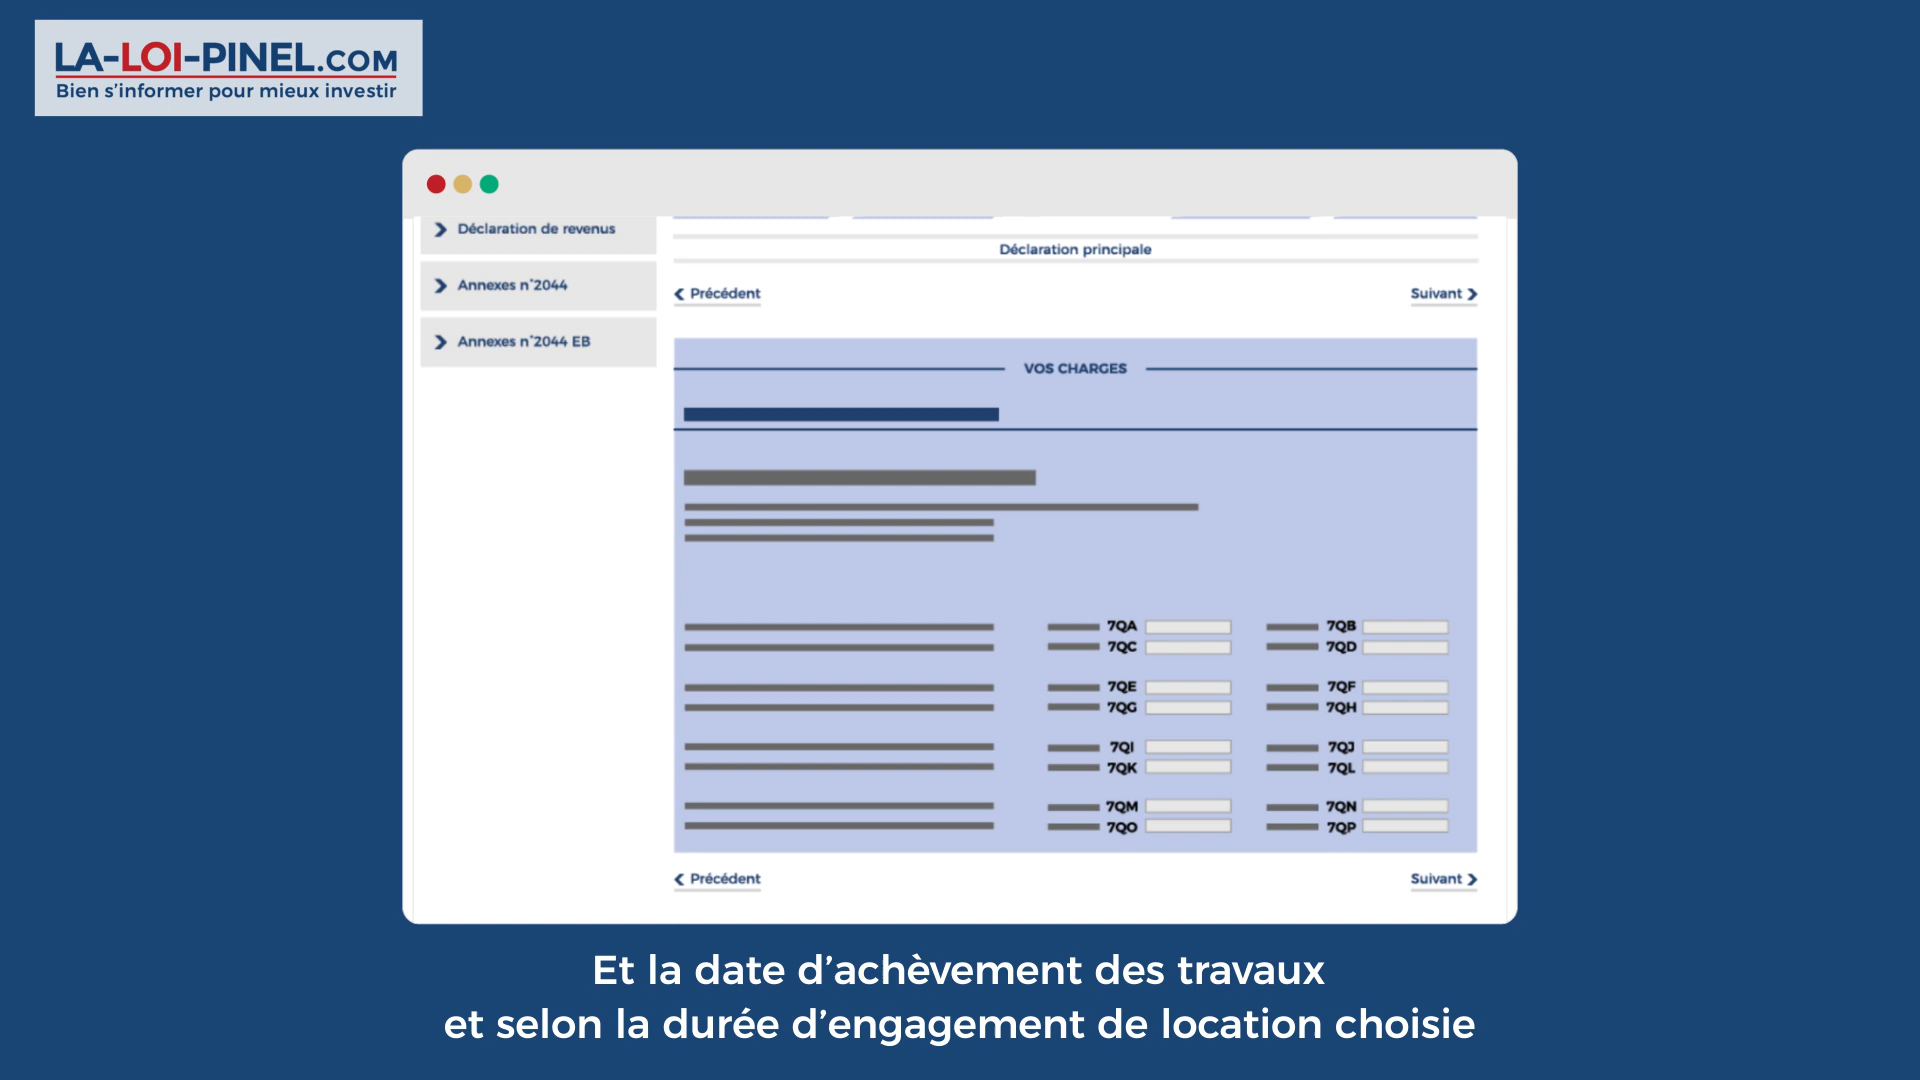 LA-LOI-PINEL.COM
Bien s’informer pour mieux investir
Déclaration de revenus
Annexes n°2044
Annexes n°2044 EB
Déclaration principale
Précédent
Suivant
VOS CHARGES
7QA
7QB
7QC
7QD
7QE
7QF
7QG
7QH
7QI
7QJ
7QK
7QL
7QM
7QN
7QO
7QP
Précédent
Suivant
Et la date d’achèvement des travaux
et selon la durée d’engagement de location choisie